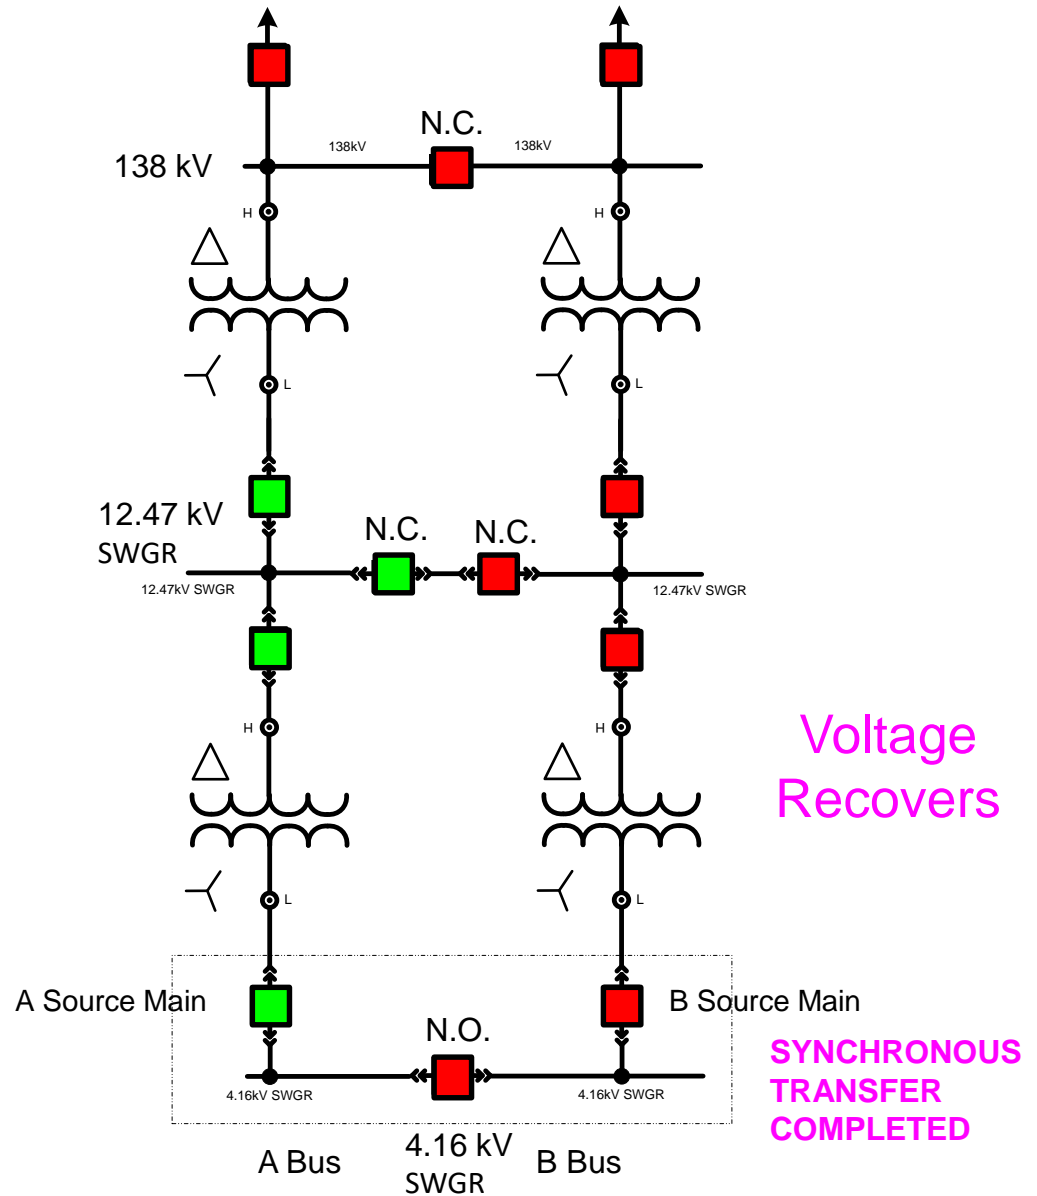 N.C.
138kV
138kV
138 kV
H
H
L
L
12.47 kV
SWGR
N.C.
N.C.
12.47kV SWGR
12.47kV SWGR
H
H
Voltage
Recovers
L
L
A Source Main
B Source Main
N.O.
SYNCHRONOUS
TRANSFER
COMPLETED
4.16kV SWGR
4.16kV SWGR
A Bus
4.16 kV
SWGR
B Bus